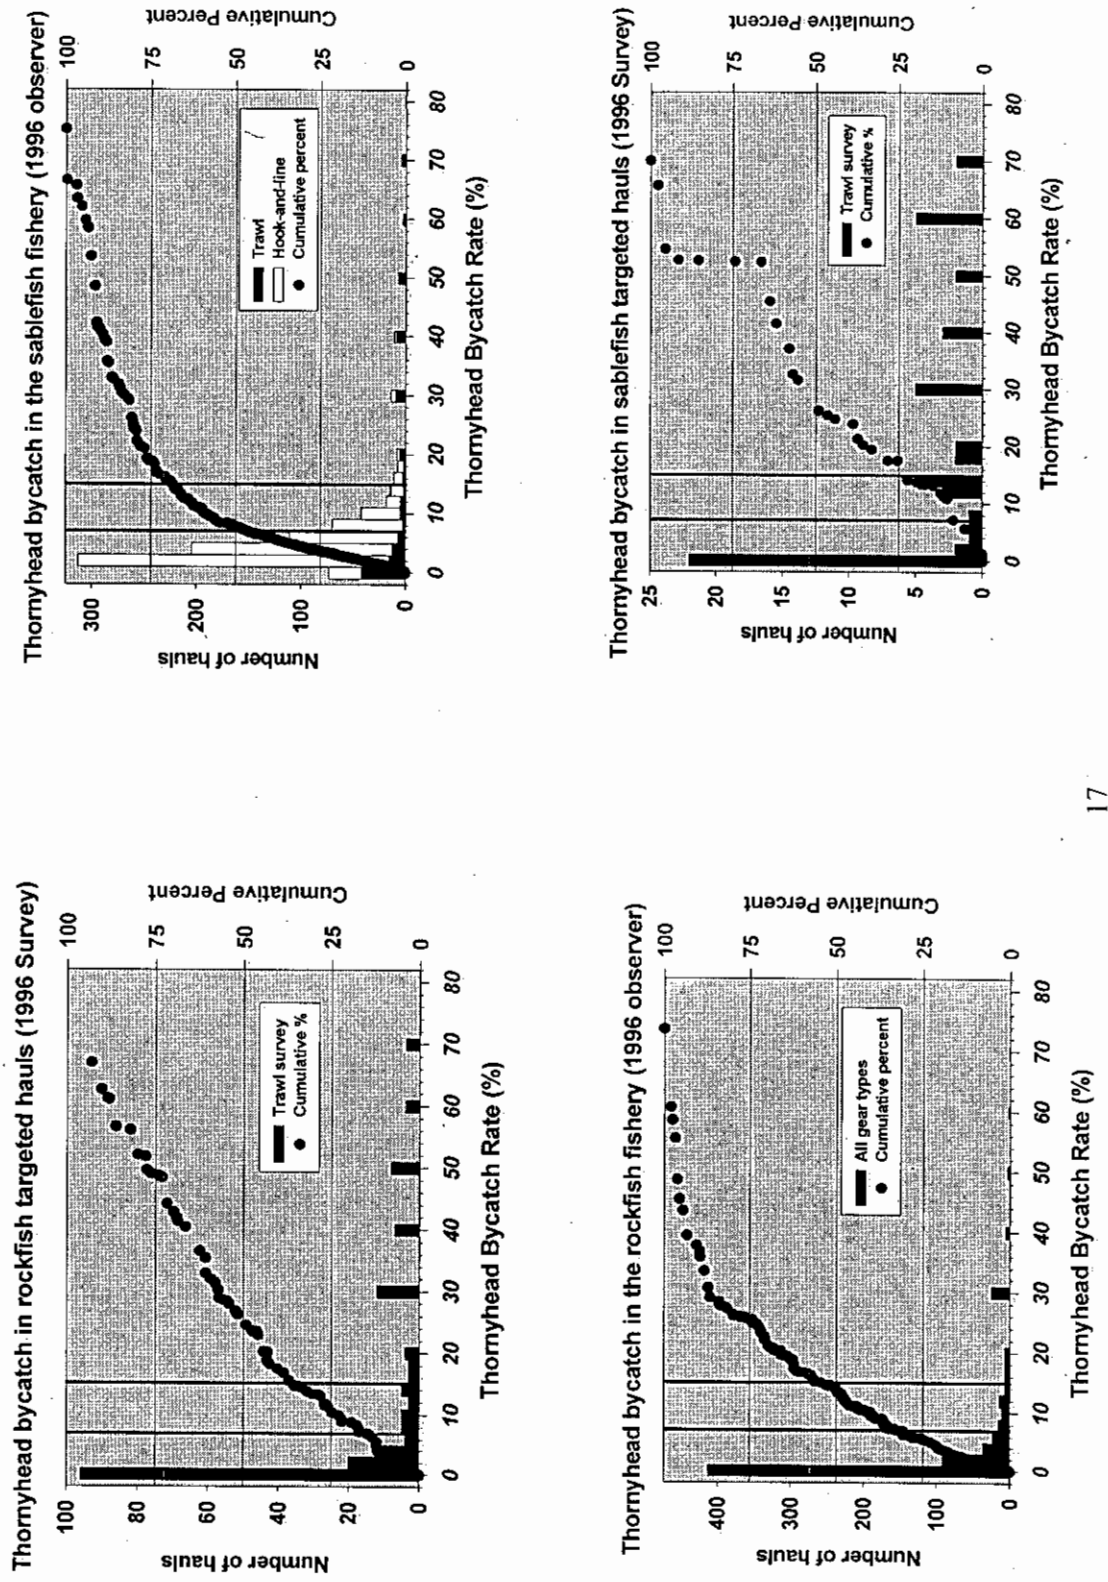 Thornyhead bycatch in rockfish targeted hauls (1996 Survey)
Number of hauls
100
80
60
40
20
0
Cumulative Percent
100
75
50
25
0
Trawl survey
Cumulative %
0 10 20 30 40 50 60 70 80
Thornyhead Bycatch Rate (%)
Thornyhead bycatch in the sablefish fishery (1996 observer)
Number of hauls
300
200
100
0
Cumulative Percent
100
75
50
25
0
Trawl
Hook-and-line
Cumulative percent
0 10 20 30 40 50 60 70 80
Thornyhead Bycatch Rate (%)
Thornyhead bycatch in the rockfish fishery (1996 observer)
Number of hauls
400
300
200
100
0
Cumulative Percent
100
75
50
25
0
All gear types
Cumulative percent
0 10 20 30 40 50 60 70 80
Thornyhead Bycatch Rate (%)
Thornyhead bycatch in sablefish targeted hauls (1996 Survey)
Number of hauls
25
20
15
10
5
0
Cumulative Percent
100
75
50
25
0
Trawl survey
Cumulative %
0 10 20 30 40 50 60 70 80
Thornyhead Bycatch Rate (%)
17